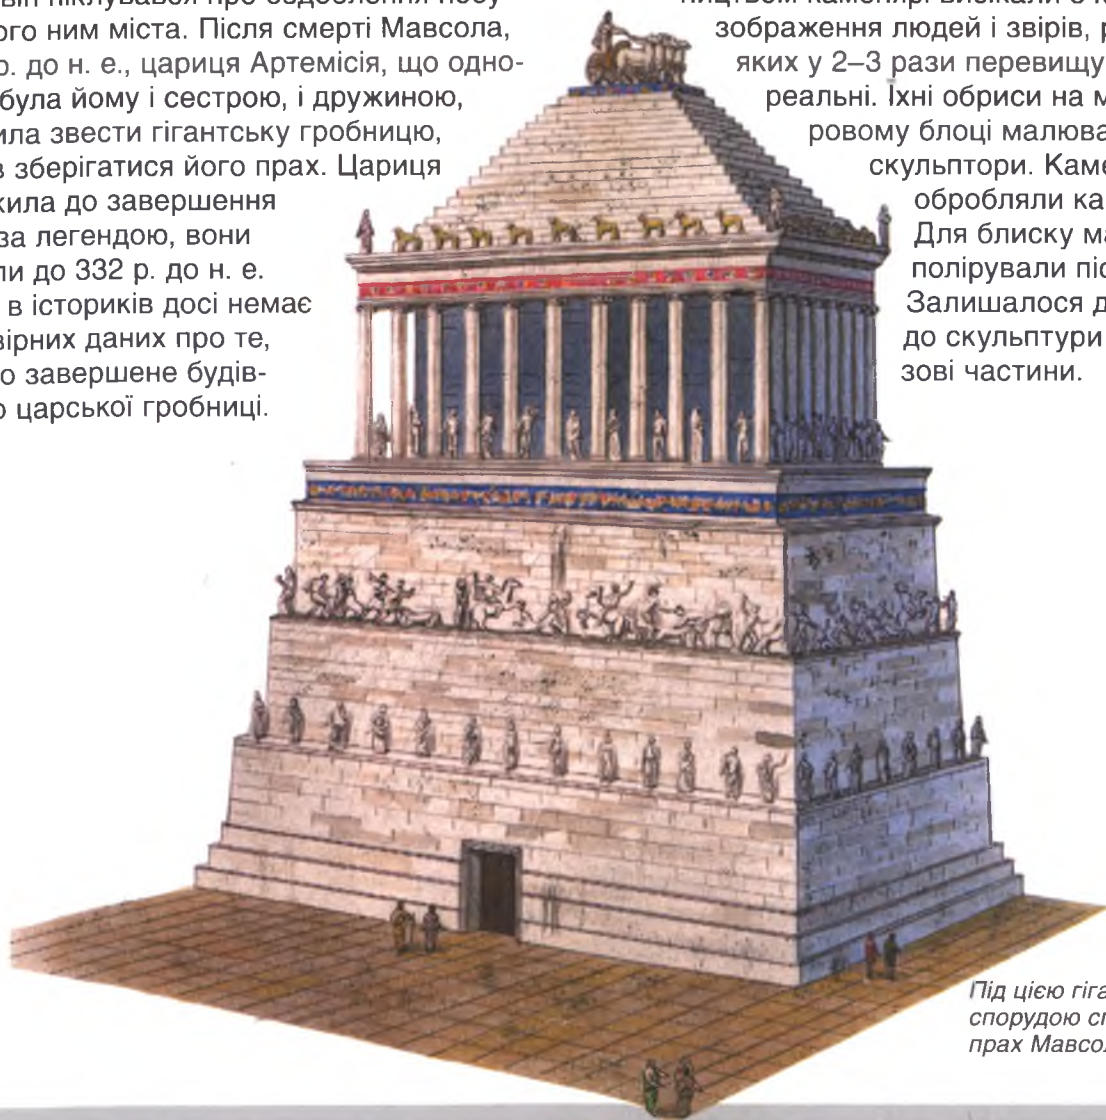 він піклувався про оздоблення побу-
ого ним міста. Після смерті Мавсола,
р. до н. е., цариця Артемісія, що одно-
була йому і сестрою, і дружиною,
ила звести гігантську гробницю,
в зберігатися його прах. Цариця
жила до завершення
за легендою, вони
ли до 332 р. до н. е.
в істориків досі немає
вірних даних про те,
о завершене будів-
о царської гробниці.
ництвом каменярі висікали з
зображення людей і звірів, р
яких у 2–3 рази перевищу
реальні. Їхні обриси на м
ровому блоці малюва
скульптори. Каме
обробляли ка
Для блиску ма
полірували піс
Залишалося д
до скульптури
зові частини.
Під цією гіга
спорудою сп
прах Мавсол